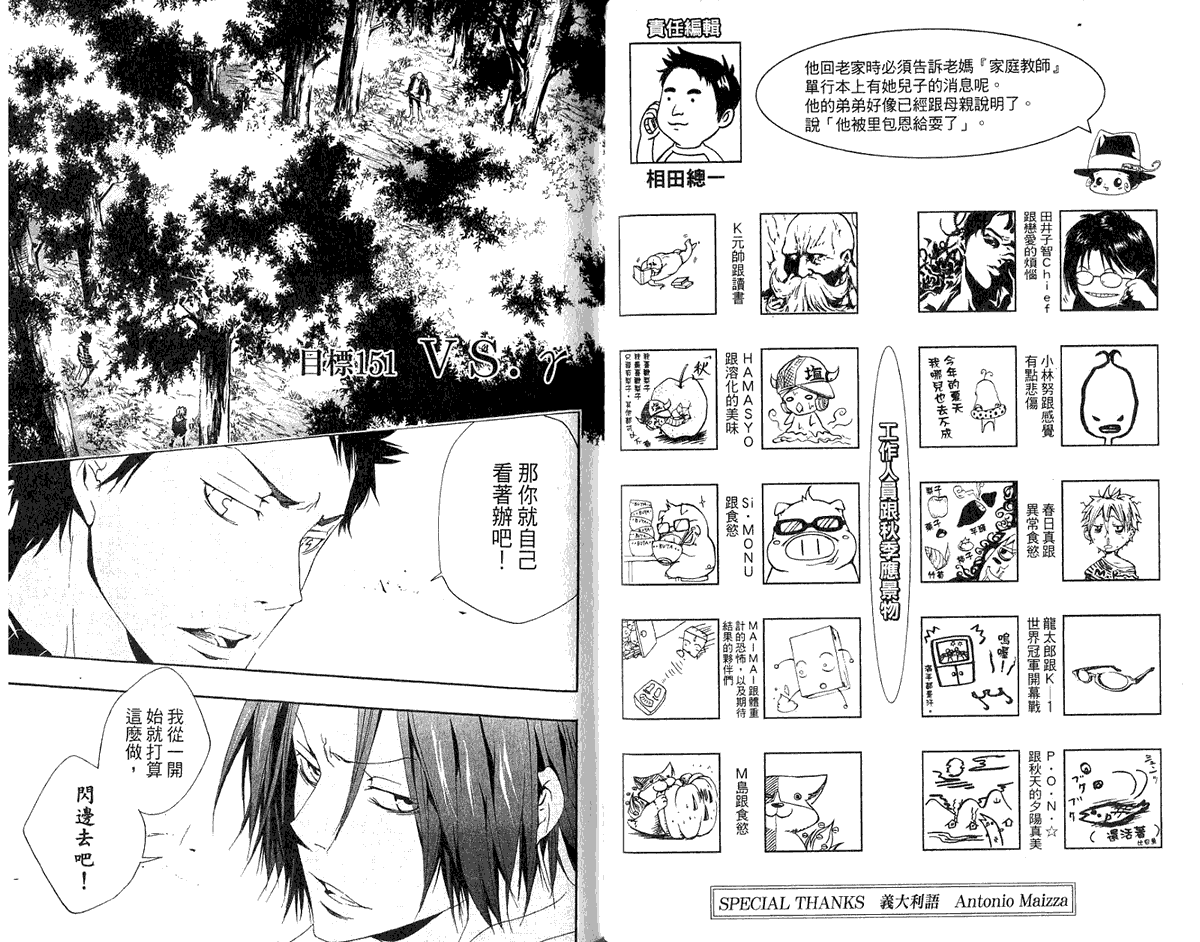 責任編輯
相田總一
他回老家時必須告訴老媽『家庭教師』
單行本上有她兒子的消息呢。
他的弟弟好像已經跟母親說明了。
說「他被里包恩給耍了」。
工作人員跟秋季應景物
田井子智Chief
跟戀愛的煩惱
小林努跟感覺
有點悲傷
今年的夏天
我哪兒也去不成
春日真跟
異常食慾
栗子
竹筍
龍太郎跟K—1
世界冠軍開幕戰
嗚喔—!
P・O・N・☆
跟秋天的夕陽真美
(還活著)
K元帥跟讀書
HAMASYO
跟溶化的美味
塩
「秋」
Si・MONU
跟食慾
MAIMAI跟體重
計的恐怖，以及期待
結果的夥伴們
M島跟食慾
SPECIAL THANKS 義大利語 Antonio Maizza
目標151 VS. γ
那你就自己
看著辦吧！
我從一開
始就打算
這麼做，
閃邊去吧！